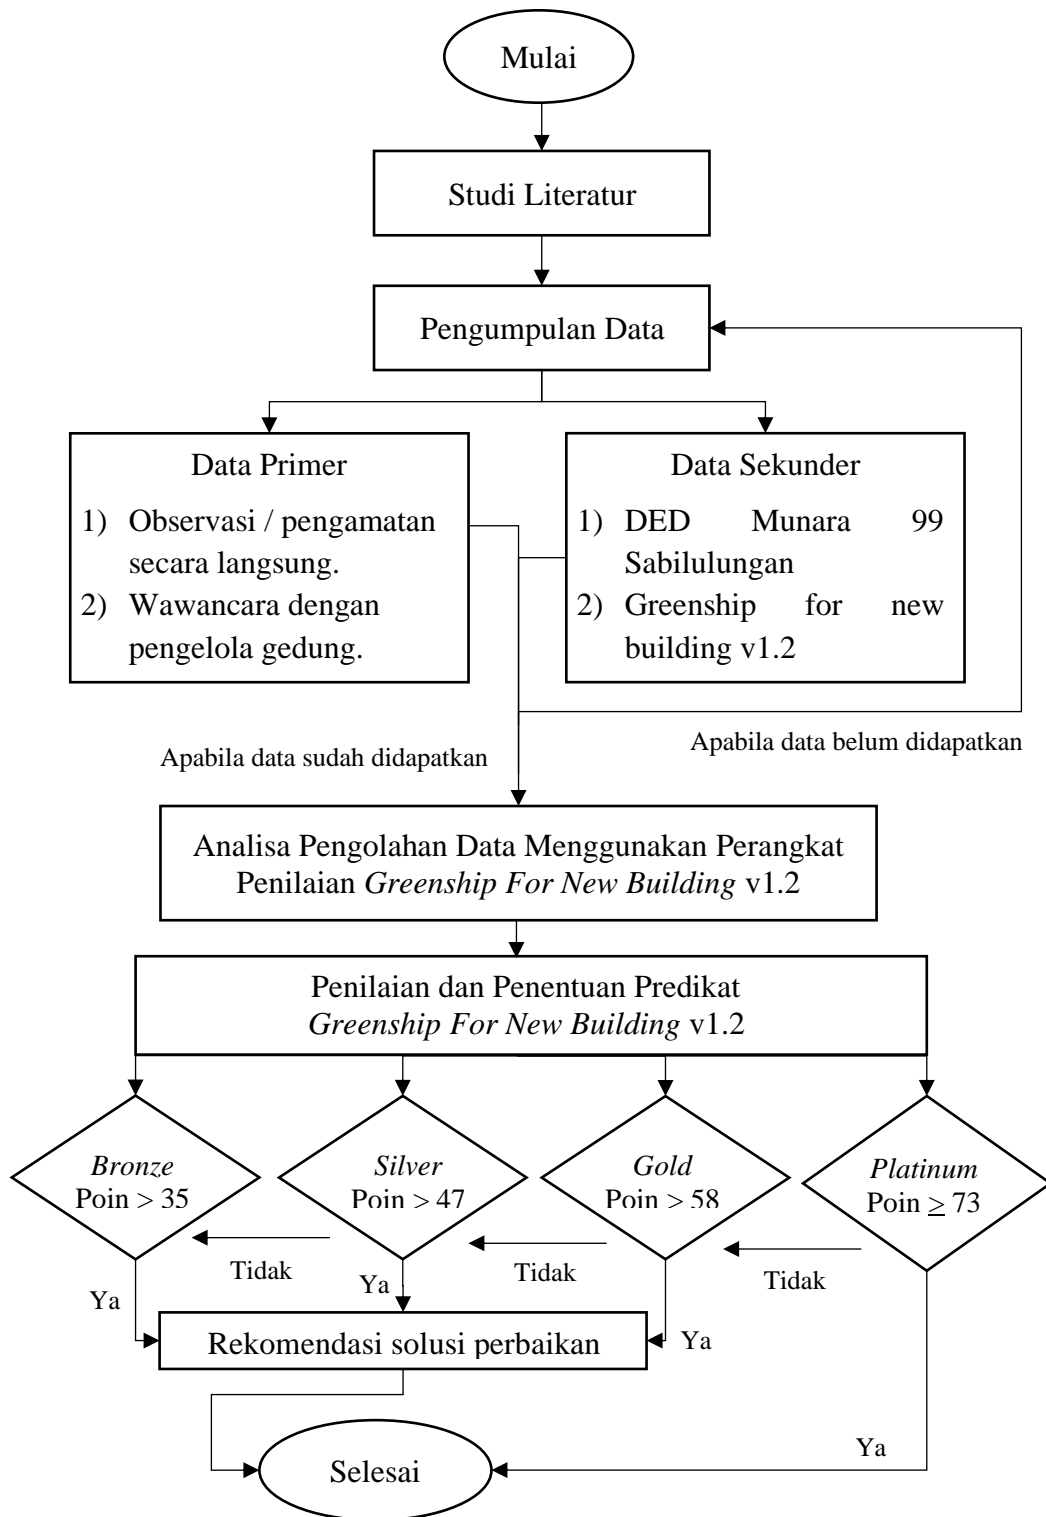 Mulai
Studi Literatur
Pengumpulan Data
Data Primer
1) Observasi / pengamatan
secara langsung.
2) Wawancara dengan
pengelola gedung.
Data Sekunder
1) DED Munara 99
Sabilulungan
2) Greenship for new
building v1.2
Apabila data sudah didapatkan
Apabila data belum didapatkan
Analisa Pengolahan Data Menggunakan Perangkat
Penilaian Greenship For New Building v1.2
Penilaian dan Penentuan Predikat
Greenship For New Building v1.2
Bronze
Poin > 35
Silver
Poin > 47
Gold
Poin > 58
Platinum
Poin ≥ 73
Tidak
Tidak
Tidak
Ya
Ya
Ya
Rekomendasi solusi perbaikan
Ya
Selesai